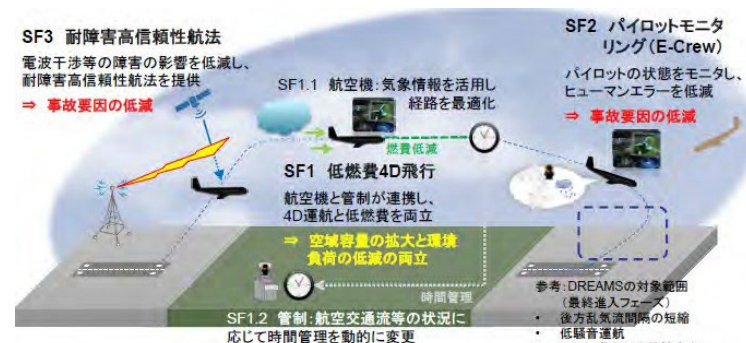 SF3 耐障害高信頼性航法
電波干渉等の障害の影響を低減し、
耐障害高信頼性航法を提供
⇒ 事故要因の低減
SF1.1 航空機：気象情報を活用し
経路を最適化
燃費低減
SF2 パイロットモニタ
リング（E-Crew）
パイロットの状態をモニタし、
ヒューマンエラーを低減
⇒ 事故要因の低減
SF1 低燃費4D飛行
航空機と管制が連携し、
4D運航と低燃費を両立
⇒ 空域容量の拡大と環境
負荷の低減の両立
時間管理
SF1.2 管制：航空交通流等の状況に
応じて時間管理を動的に変更
参考：DREAMSの対象範囲
（最終進入フェーズ）
• 後方乱気流間隔の短縮
• 低騒音運航